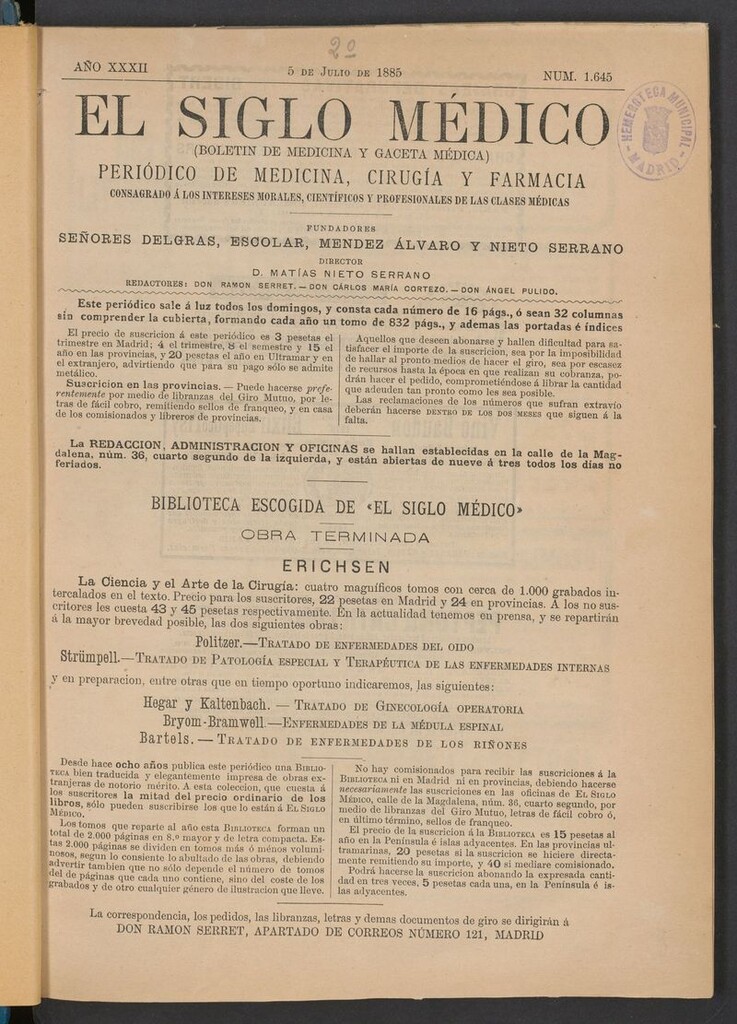 2º
AÑO XXXII 5 DE JULIO DE 1885 NUM. 1.645
EL SIGLO MÉDICO
(BOLETIN DE MEDICINA Y GACETA MÉDICA)
PERIÓDICO DE MEDICINA, CIRUGÍA Y FARMACIA
CONSAGRADO Á LOS INTERESES MORALES, CIENTÍFICOS Y PROFESIONALES DE LAS CLASES MÉDICAS
HEMEROTECA MUNICIPAL
MADRID
FUNDADORES
SEÑORES DELGRAS, ESCOLAR, MENDEZ ÁLVARO Y NIETO SERRANO
DIRECTOR
D. MATÍAS NIETO SERRANO
REDACTORES: DON RAMON SERRET.—DON CÁRLOS MARÍA CORTEZO.—DON ÁNGEL PULIDO.
Este periódico sale á luz todos los domingos, y consta cada número de 16 págs., ó sean 32 columnas
sin comprender la cubierta, formando cada año un tomo de 832 págs., y ademas las portadas é índices
El precio de suscricion á este periódico es 3 pesetas el
trimestre en Madrid; 4 el trimestre, 8 el semestre y 15 el
año en las provincias, y 20 pesetas el año en Ultramar y en
el extranjero, advirtiendo que para su pago sólo se admite
metálico.
Suscricion en las provincias.—Puede hacerse prefe-
rentemente por medio de libranzas del Giro Mutuo, por le-
tras de fácil cobro, remitiendo sellos de franqueo, y en casa
de los comisionados y libreros de provincias.
Aquellos que deseen abonarse y hallen dificultad para sa-
tisfacer el importe de la suscricion, sea por la imposibilidad
de hallar al pronto medios de hacer el giro, sea por escasez
de recursos hasta la época en que realizan su cobranza, po-
drán hacer el pedido, comprometiéndose á librar la cantidad
que adeuden tan pronto como les sea posible.
Las reclamaciones de los números que sufran extravío
deberán hacerse DENTRO DE LOS DOS MESES que siguen á la
falta.
La REDACCION, ADMINISTRACION Y OFICINAS se hallan establecidas en la calle de la Mag-
dalena, núm. 36, cuarto segundo de la izquierda, y están abiertas de nueve á tres todos los días no
feriados.
BIBLIOTECA ESCOGIDA DE «EL SIGLO MÉDICO»
OBRA TERMINADA
ERICHSEN
La Ciencia y el Arte de la Cirugía: cuatro magníficos tomos con cerca de 1.000 grabados in-
tercalados en el texto. Precio para los suscritores, 22 pesetas en Madrid y 24 en provincias. Á los no sus-
critores les cuesta 43 y 45 pesetas respectivamente. En la actualidad tenemos en prensa, y se repartirán
á la mayor brevedad posible, las dos siguientes obras:
Politzer.—TRATADO DE ENFERMEDADES DEL OIDO
Strümpell.—TRATADO DE PATOLOGÍA ESPECIAL Y TERAPÉUTICA DE LAS ENFERMEDADES INTERNAS
y en preparacion, entre otras que en tiempo oportuno indicaremos, las siguientes:
Hegar y Kaltenbach. — TRATADO DE GINECOLOGÍA OPERATORIA
Bryom-Bramwell.—ENFERMEDADES DE LA MÉDULA ESPINAL
Bartels. — TRATADO DE ENFERMEDADES DE LOS RIÑONES
Desde hace ocho años publica este periódico una BIBLIO-
TECA bien traducida y elegantemente impresa de obras ex-
tranjeras de notorio mérito. A esta coleccion, que cuesta á
los suscritores la mitad del precio ordinario de los
libros, sólo pueden suscribirse los que lo están á EL SIGLO
MÉDICO.
Los tomos que reparte al año esta BIBLIOTECA forman un
total de 2.000 páginas en 8.º mayor y de letra compacta. Es-
tas 2.000 páginas se dividen en tomos más ó ménos volumi-
nosos, segun lo consiente lo abultado de las obras, debiendo
advertir tambien que no sólo depende el número de tomos
del de páginas que cada uno contiene, sino del coste de los
grabados y de otro cualquier género de ilustracion que lleve.
No hay comisionados para recibir las suscriciones á la
BIBLIOTECA ni en Madrid ni en provincias, debiendo hacerse
necesariamente las suscriciones en las oficinas de EL SIGLO
MÉDICO, calle de la Magdalena, núm. 36, cuarto segundo, por
medio de libranzas del Giro Mutuo, letras de fácil cobro ó,
en último término, sellos de franqueo.
El precio de la suscricion á la BIBLIOTECA es 15 pesetas al
año en la Península é islas adyacentes. En las provincias ul-
tramarinas, 20 pesetas si la suscricion se hiciere directa-
mente remitiendo su importe, y 40 si mediare comisionado.
Podrá hacerse la suscricion abonando la expresada canti-
dad en tres veces, 5 pesetas cada una, en la Península é is-
las adyacentes.
La correspondencia, los pedidos, las libranzas, letras y demas documentos de giro se dirigirán á
DON RAMON SERRET, APARTADO DE CORREOS NÚMERO 121, MADRID